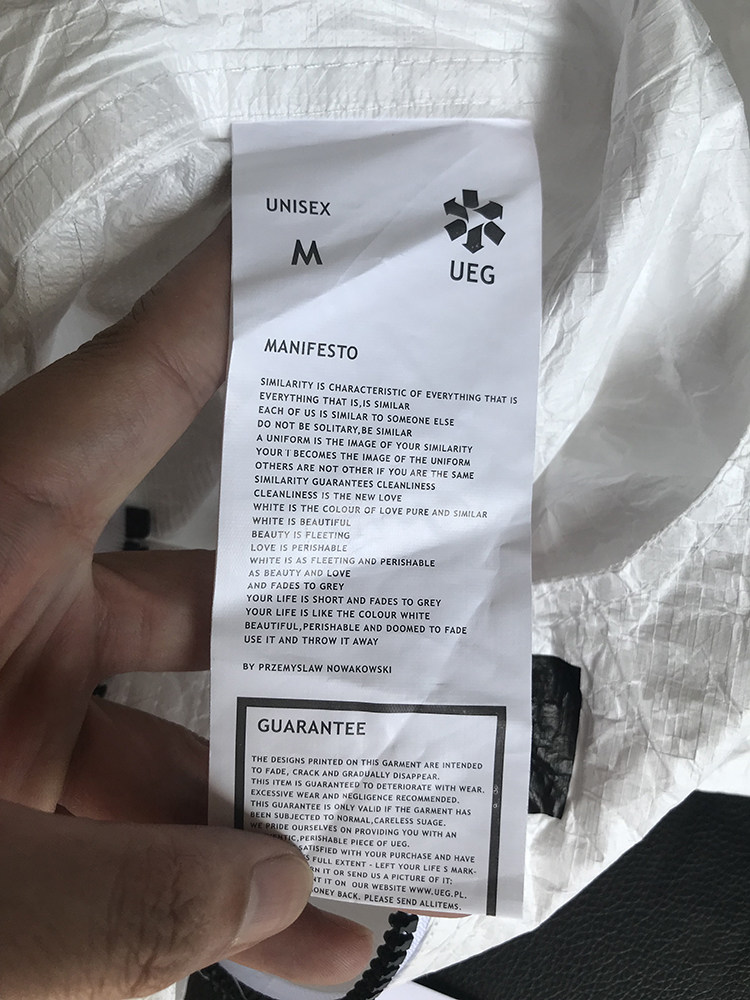 UNISEX
M
UEG
MANIFESTO
SIMILARITY IS CHARACTERISTIC OF EVERYTHING THAT IS
EVERYTHING THAT IS,IS SIMILAR
EACH OF US IS SIMILAR TO SOMEONE ELSE
DO NOT BE SOLITARY,BE SIMILAR
A UNIFORM IS THE IMAGE OF YOUR SIMILARITY
YOUR I BECOMES THE IMAGE OF THE UNIFORM
OTHERS ARE NOT OTHER IF YOU ARE THE SAME
SIMILARITY GUARANTEES CLEANLINESS
CLEANLINESS IS THE NEW LOVE
WHITE IS THE COLOUR OF LOVE PURE AND SIMILAR
WHITE IS BEAUTIFUL
BEAUTY IS FLEETING
LOVE IS PERISHABLE
WHITE IS AS FLEETING AND PERISHABLE
AS BEAUTY AND LOVE
AND FADES TO GREY
YOUR LIFE IS SHORT AND FADES TO GREY
YOUR LIFE IS LIKE THE COLOUR WHITE
BEAUTIFUL,PERISHABLE AND DOOMED TO FADE
USE IT AND THROW IT AWAY
BY PRZEMYSLAW NOWAKOWSKI
GUARANTEE
THE DESIGNS PRINTED ON THIS GARMENT ARE INTENDED
TO FADE, CRACK AND GRADUALLY DISAPPEAR.
THIS ITEM IS GUARANTEED TO DETERIORATE WITH WEAR.
EXCESSIVE WEAR AND NEGLIGENCE RECOMMENDED.
THIS GUARANTEE IS ONLY VALID IF THE GARMENT HAS
BEEN SUBJECTED TO NORMAL,CARELESS SUAGE.
WE PRIDE OURSELVES ON PROVIDING YOU WITH AN
PERISHABLE PIECE OF UEG.
SATISFIED WITH YOUR PURCHASE AND HAVE
FULL EXTENT - LEFT YOUR LIFE S MARK-
IT OR SEND US A PICTURE OF IT;
IT ON OUR WEBSITE WWW.UEG.PL.
BACK. PLEASE SEND ALLITEMS.